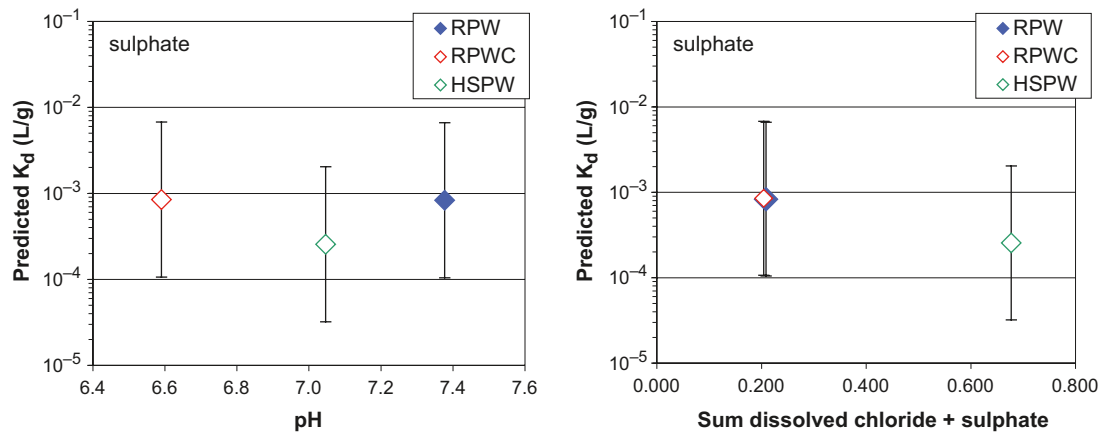 sulphate
RPW
RPWC
HSPW
10⁻¹
10⁻²
10⁻³
10⁻⁴
10⁻⁵
Predicted Kd (L/g)
6.4 6.6 6.8 7.0 7.2 7.4 7.6
pH
sulphate
RPW
RPWC
HSPW
10⁻¹
10⁻²
10⁻³
10⁻⁴
10⁻⁵
Predicted Kd (L/g)
0.000 0.200 0.400 0.600 0.800
Sum dissolved chloride + sulphate